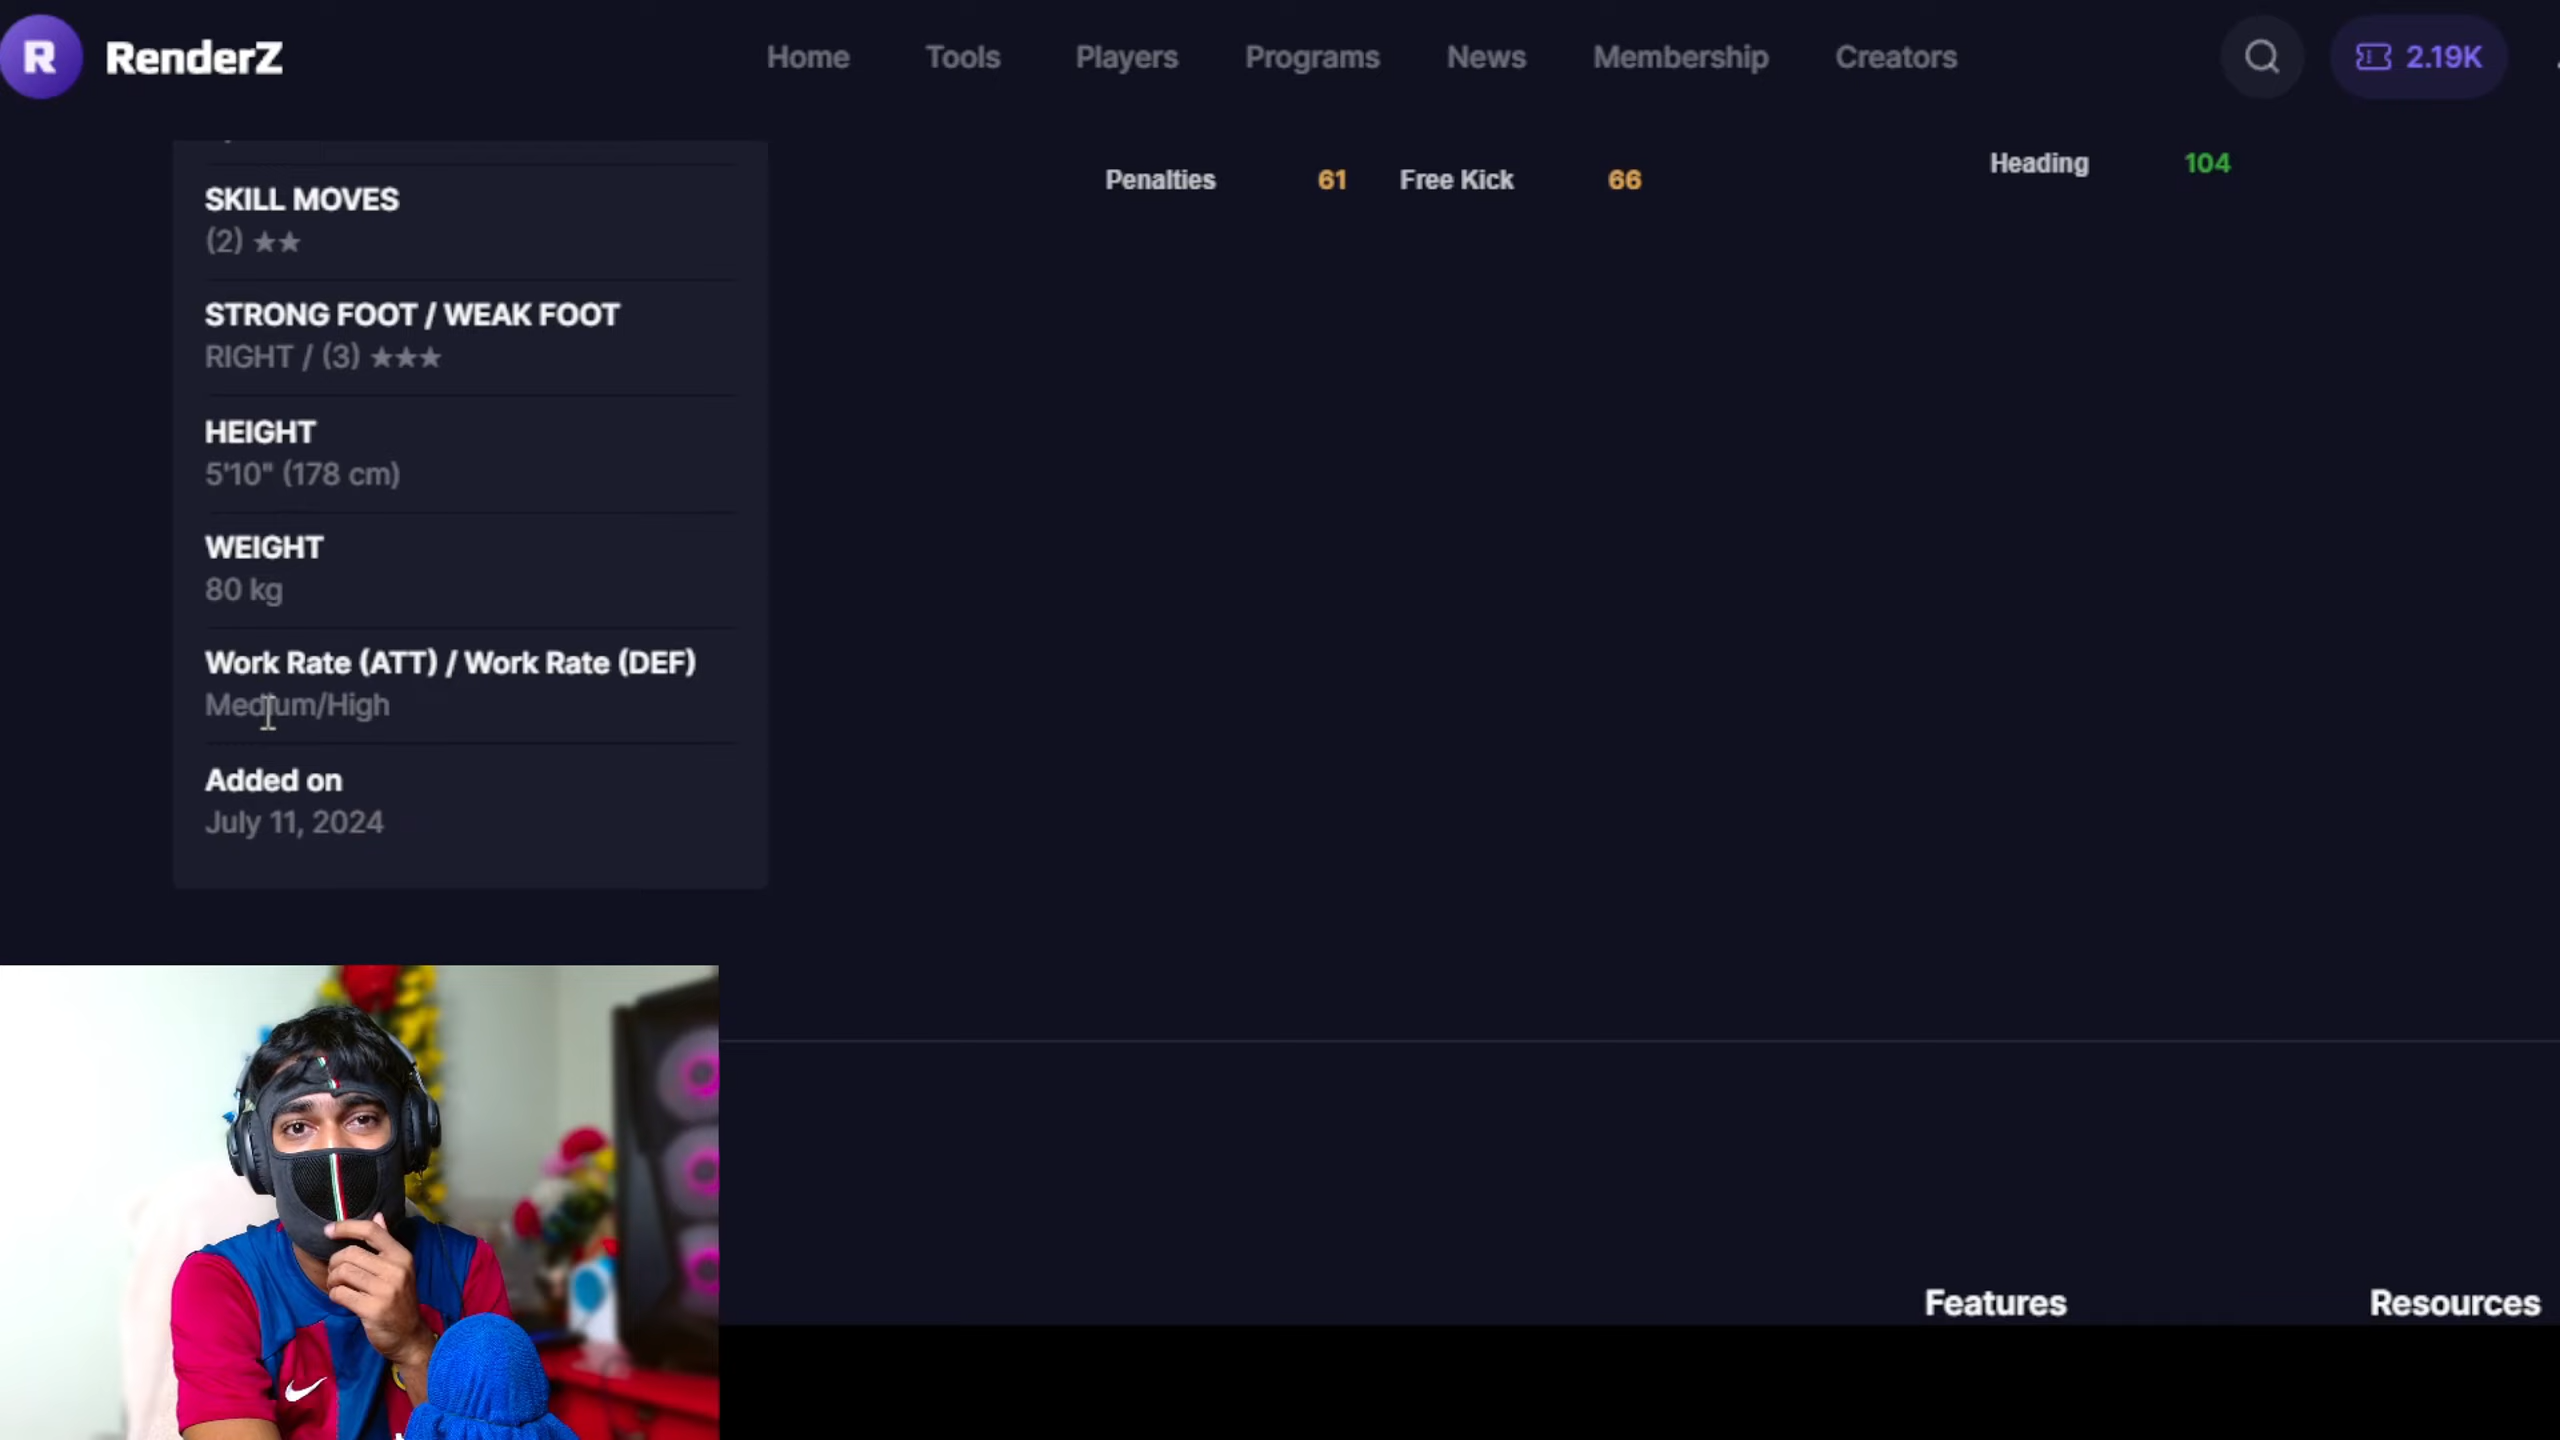 R RenderZ
Home Tools Players Programs News Membership Creators
2.19K
Penalties 61 Free Kick 66
Heading 104
SKILL MOVES
(2) ★★
STRONG FOOT / WEAK FOOT
RIGHT / (3) ★★★
HEIGHT
5'10" (178 cm)
WEIGHT
80 kg
Work Rate (ATT) / Work Rate (DEF)
Medium/High
Added on
July 11, 2024
Features
Resources